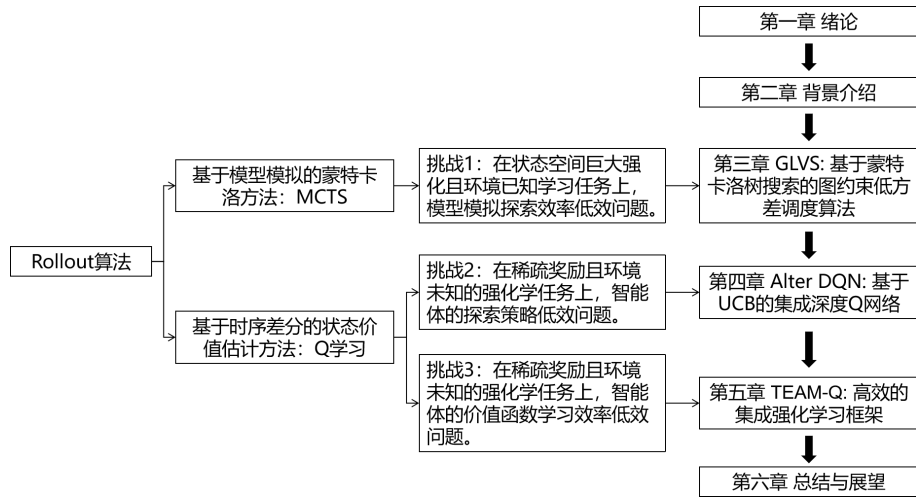 Rollout算法
基于模型模拟的蒙特卡
洛方法：MCTS
基于时序差分的状态价
值估计方法：Q学习
挑战1：在状态空间巨大强
化且环境已知学习任务上，
模型模拟探索效率低效问题。
挑战2：在稀疏奖励且环境
未知的强化学任务上，智能
体的探索策略低效问题。
挑战3：在稀疏奖励且环境
未知的强化学任务上，智能
体的价值函数学习效率低效
问题。
第一章 绪论
第二章 背景介绍
第三章 GLVS: 基于蒙特
卡洛树搜索的图约束低方
差调度算法
第四章 Alter DQN: 基于
UCB的集成深度Q网络
第五章 TEAM-Q: 高效的
集成强化学习框架
第六章 总结与展望